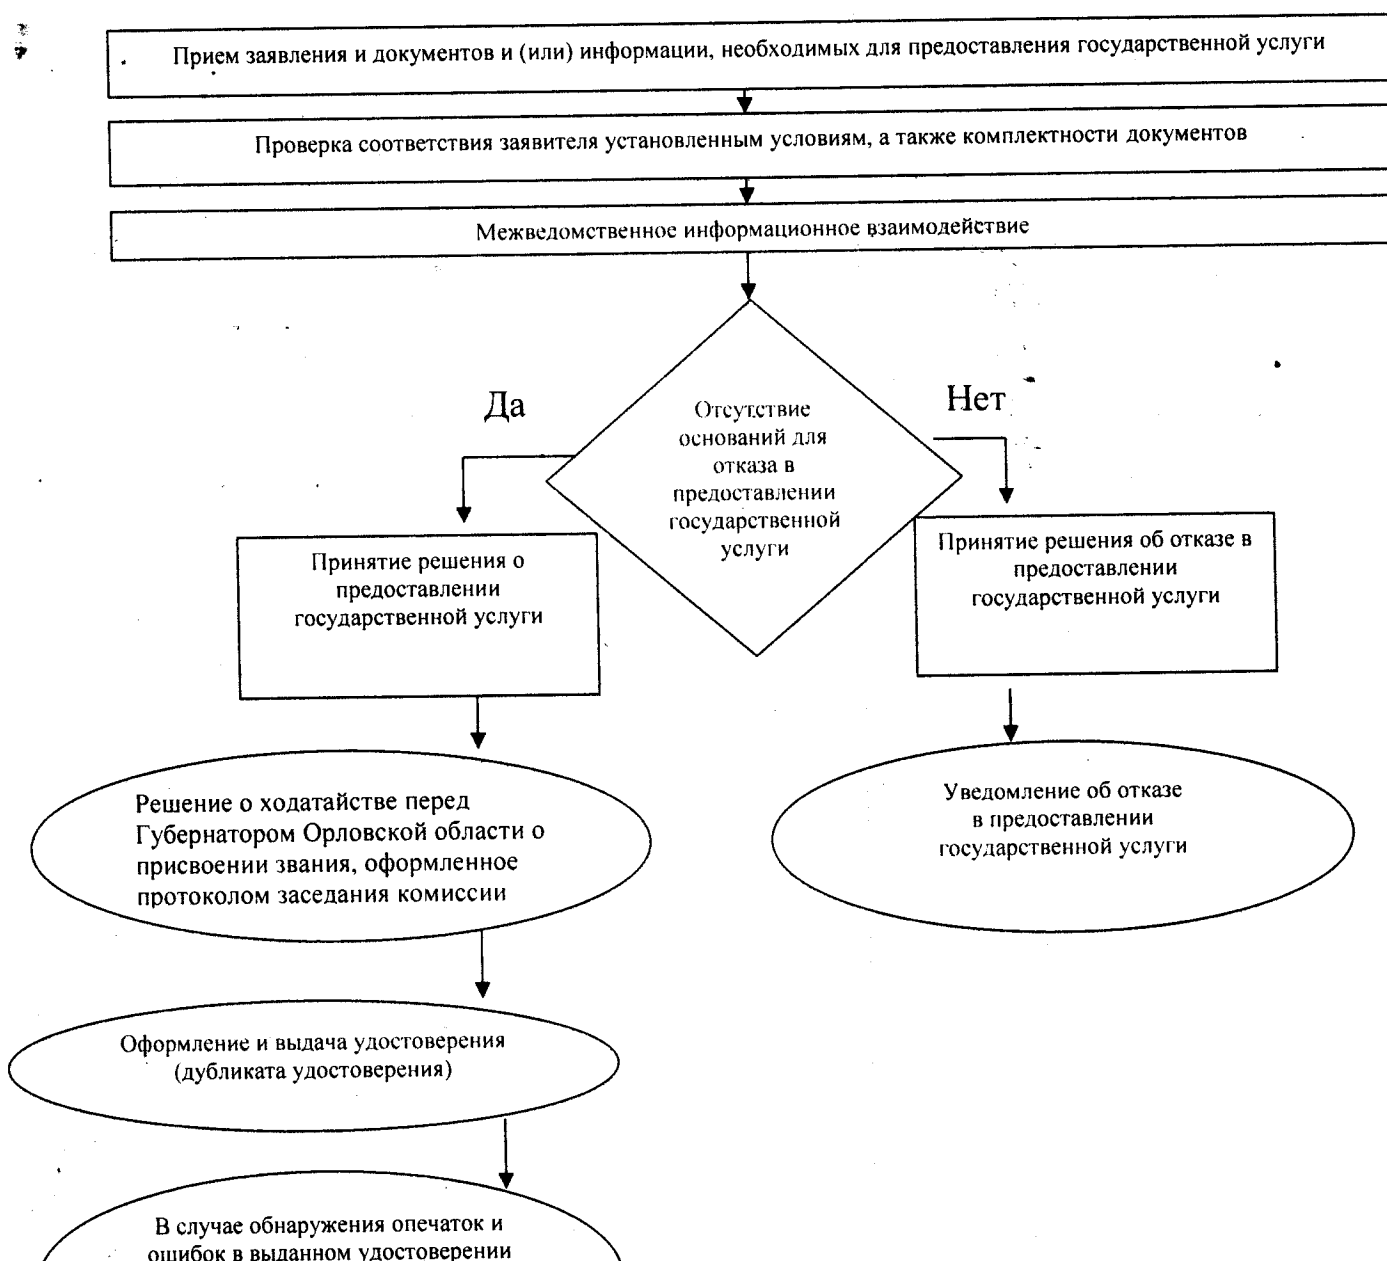 Прием заявления и документов и (или) информации, необходимых для предоставления государственной услуги
Проверка соответствия заявителя установленным условиям, а также комплектности документов
Межведомственное информационное взаимодействие
Да
Нет
Отсутствие
оснований для
отказа в
предоставлении
государственной
услуги
Принятие решения о
предоставлении
государственной услуги
Принятие решения об отказе в
предоставлении
государственной услуги
Решение о ходатайстве перед
Губернатором Орловской области о
присвоении звания, оформленное
протоколом заседания комиссии
Уведомление об отказе
в предоставлении
государственной услуги
Оформление и выдача удостоверения
(дубликата удостоверения)
В случае обнаружения опечаток и
ошибок в выданном удостоверении